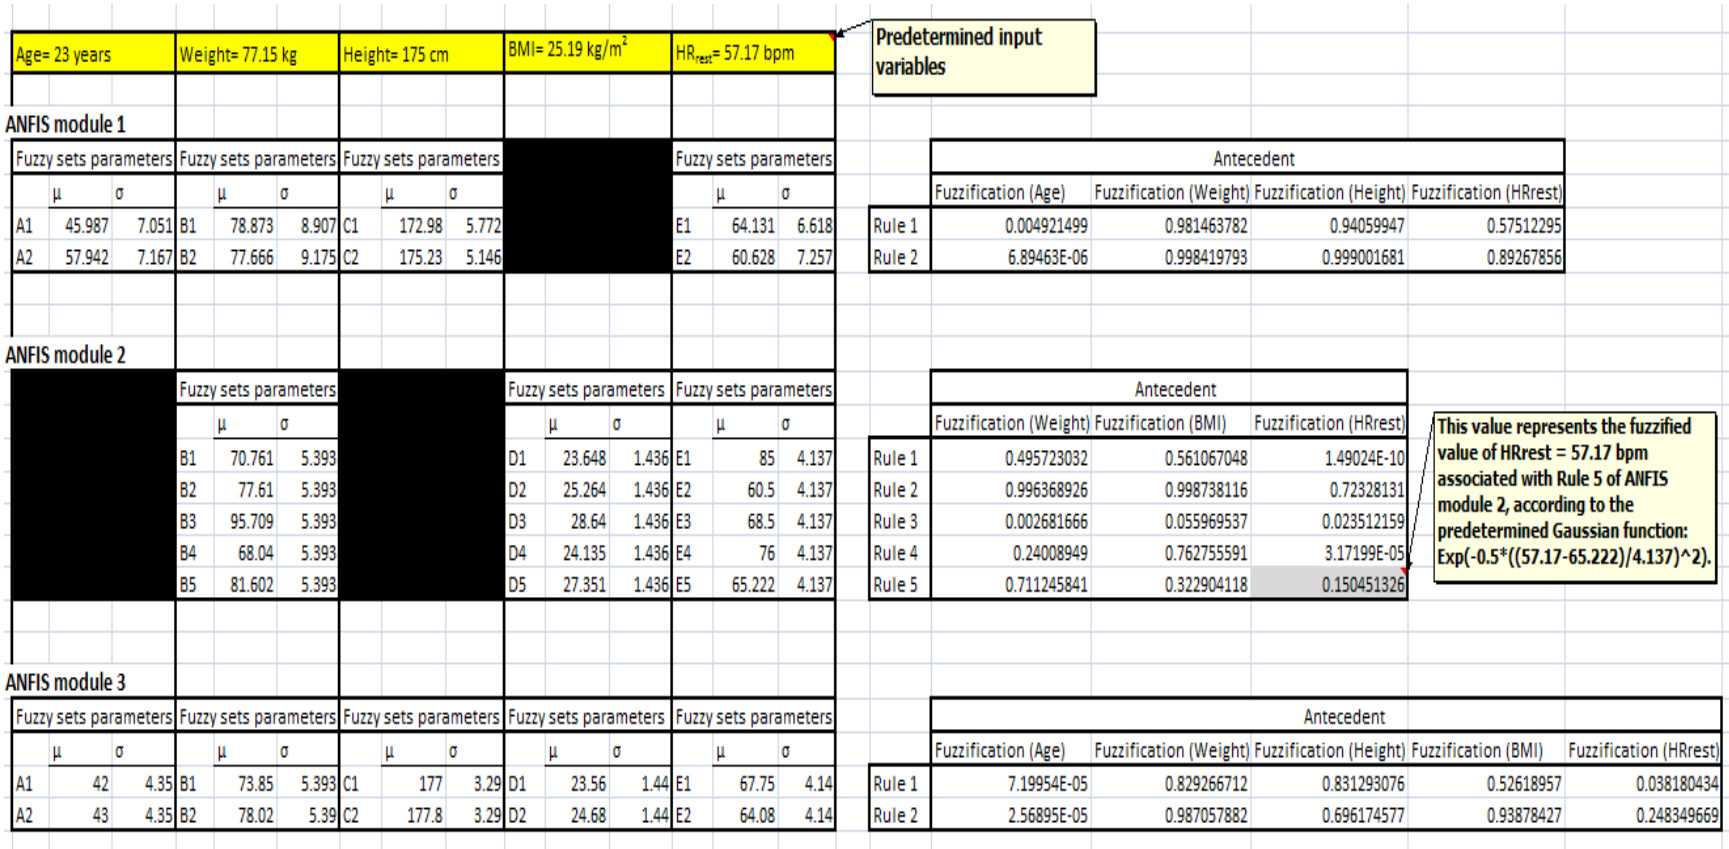 Age= 23 years Weight= 77.15 kg Height= 175 cm BMI= 25.19 kg/m² HRrest= 57.17 bpm
Predetermined input
variables
ANFIS module 1
Fuzzy sets parameters Fuzzy sets parameters Fuzzy sets parameters Fuzzy sets parameters
μ σ μ σ μ σ μ σ
A1 45.987 7.051 B1 78.873 8.907 C1 172.98 5.772 E1 64.131 6.618
A2 57.942 7.167 B2 77.666 9.175 C2 175.23 5.146 E2 60.628 7.257
Antecedent
Fuzzification (Age) Fuzzification (Weight) Fuzzification (Height) Fuzzification (HRrest)
Rule 1 0.004921499 0.981463782 0.94059947 0.57512295
Rule 2 6.89463E-06 0.998419793 0.999001681 0.89267856
ANFIS module 2
Fuzzy sets parameters Fuzzy sets parameters Fuzzy sets parameters
μ σ μ σ μ σ
B1 70.761 5.393 D1 23.648 1.436 E1 85 4.137
B2 77.61 5.393 D2 25.264 1.436 E2 60.5 4.137
B3 95.709 5.393 D3 28.64 1.436 E3 68.5 4.137
B4 68.04 5.393 D4 24.135 1.436 E4 76 4.137
B5 81.602 5.393 D5 27.351 1.436 E5 65.222 4.137
Antecedent
Fuzzification (Weight) Fuzzification (BMI) Fuzzification (HRrest)
Rule 1 0.495723032 0.561067048 1.49024E-10
Rule 2 0.996368926 0.998738116 0.72328131
Rule 3 0.002681666 0.055969537 0.023512159
Rule 4 0.24008949 0.762755591 3.17199E-05
Rule 5 0.711245841 0.322904118 0.150451326
This value represents the fuzzified
value of HRrest = 57.17 bpm
associated with Rule 5 of ANFIS
module 2, according to the
predetermined Gaussian function:
Exp(-0.5*((57.17-65.222)/4.137)^2).
ANFIS module 3
Fuzzy sets parameters Fuzzy sets parameters Fuzzy sets parameters Fuzzy sets parameters Fuzzy sets parameters
μ σ μ σ μ σ μ σ μ σ
A1 42 4.35 B1 73.85 5.393 C1 177 3.29 D1 23.56 1.44 E1 67.75 4.14
A2 43 4.35 B2 78.02 5.39 C2 177.8 3.29 D2 24.68 1.44 E2 64.08 4.14
Antecedent
Fuzzification (Age) Fuzzification (Weight) Fuzzification (Height) Fuzzification (BMI) Fuzzification (HRrest)
Rule 1 7.19954E-05 0.829266712 0.831293076 0.52618957 0.038180434
Rule 2 2.56895E-05 0.987057882 0.696174577 0.93878427 0.248349669